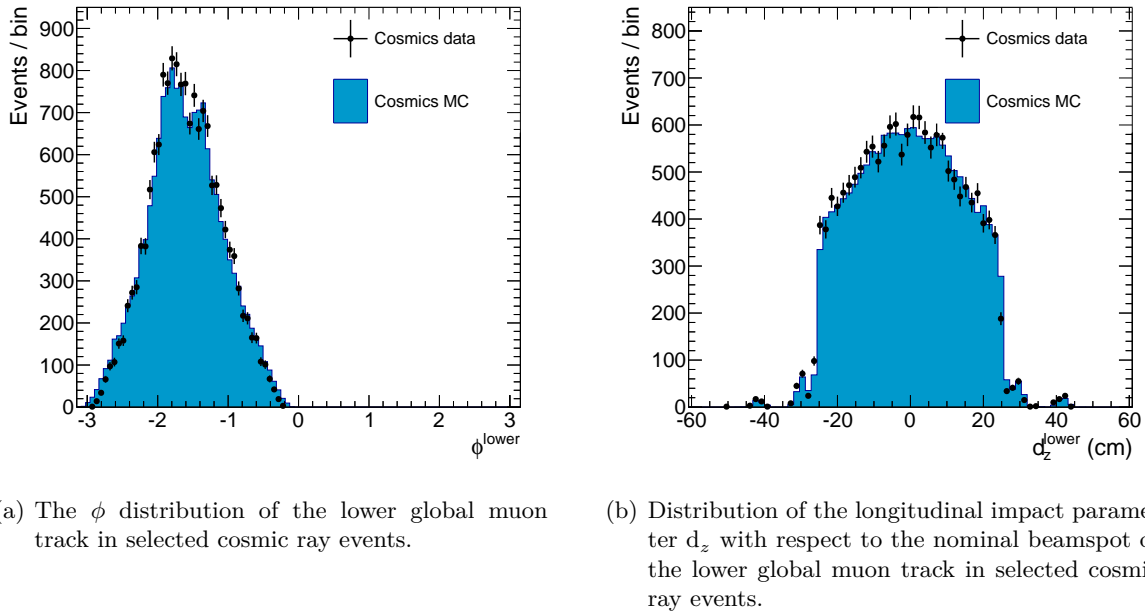 Events / bin
900
800
700
600
500
400
300
200
100
0
Cosmics data
Cosmics MC
-3 -2 -1 0 1 2 3
ϕ^lower
Events / bin
800
700
600
500
400
300
200
100
0
Cosmics data
Cosmics MC
-60 -40 -20 0 20 40 60
d_z^lower (cm)
a) The ϕ distribution of the lower global muon
track in selected cosmic ray events.
(b) Distribution of the longitudinal impact parame
ter d_z with respect to the nominal beamspot
the lower global muon track in selected cosmi
ray events.